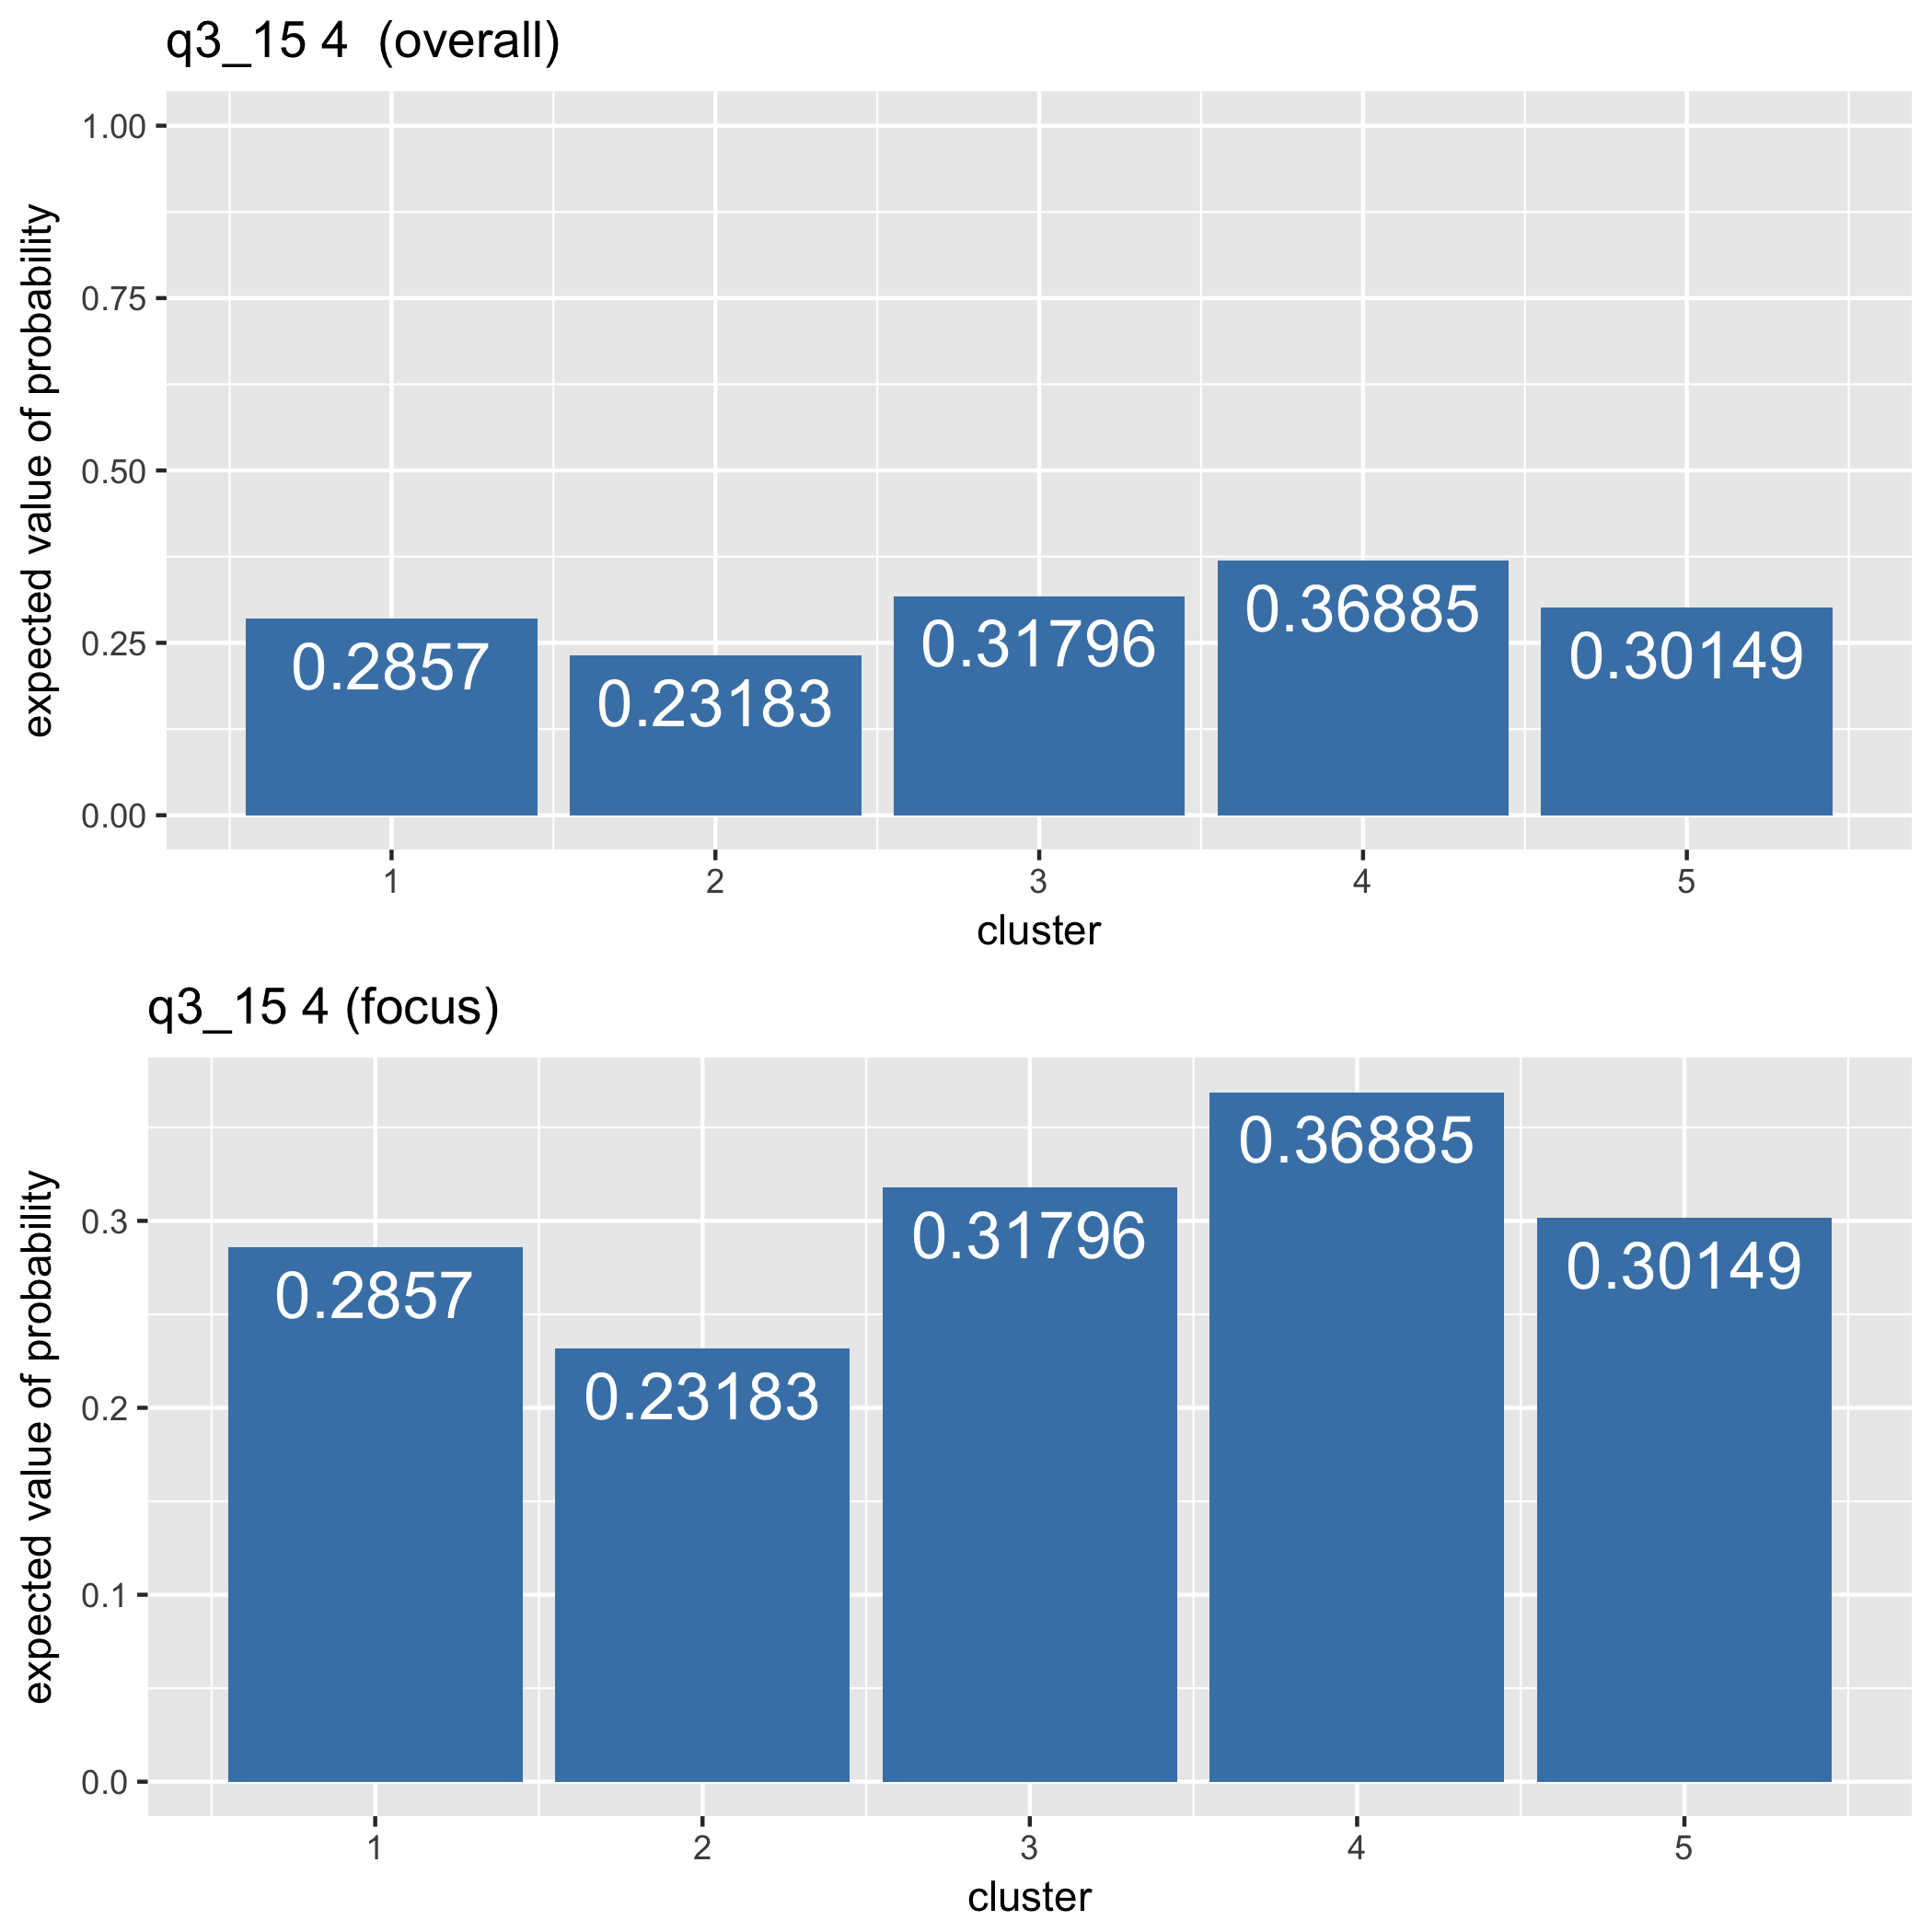 q3_15 4  (overall)
expected value of probability
1.00
0.75
0.50
0.25
0.00
0.2857
0.23183
0.31796
0.36885
0.30149
1 2 3 4 5
cluster
q3_15 4 (focus)
expected value of probability
0.3
0.2
0.1
0.0
0.2857
0.23183
0.31796
0.36885
0.30149
1 2 3 4 5
cluster